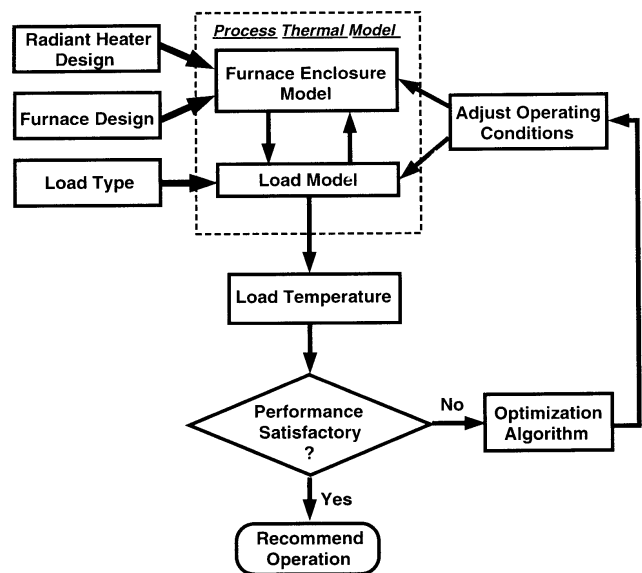 Process Thermal Model
Radiant Heater
Design
Furnace Enclosure
Model
Furnace Design
Adjust Operating
Conditions
Load Type
Load Model
Load Temperature
Performance
Satisfactory
?
No
Optimization
Algorithm
Yes
Recommend
Operation